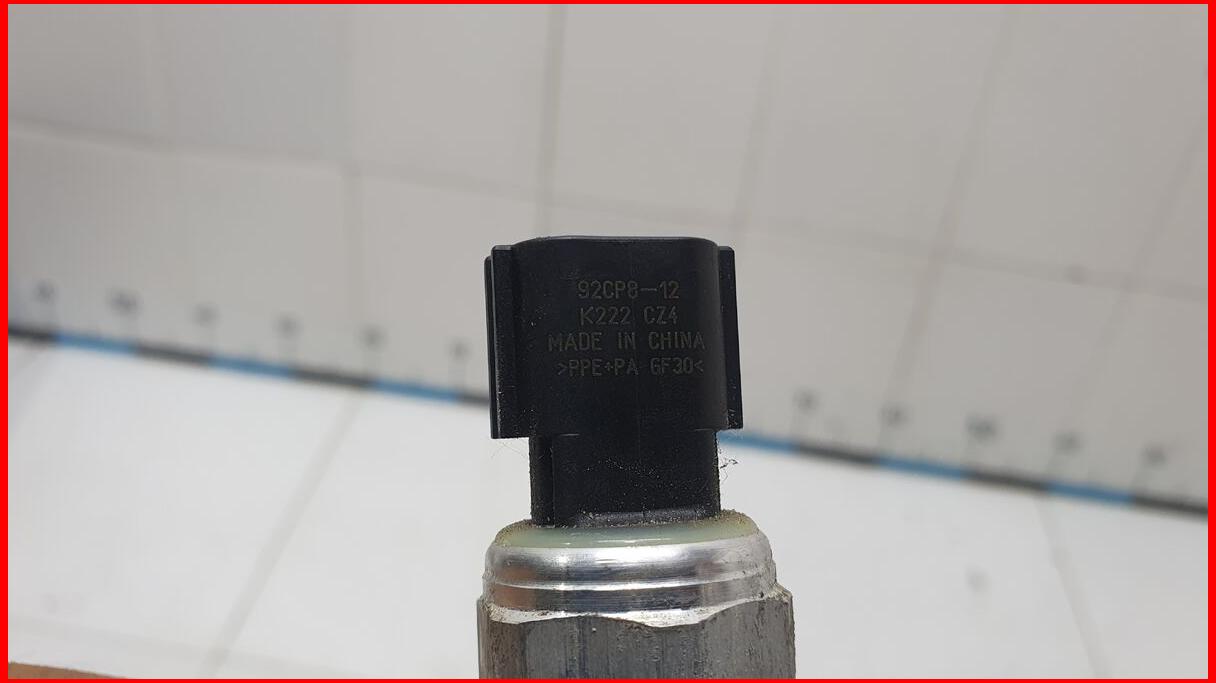 92CP8-12
K222 CZ4
MADE IN CHINA
>PPE+PA GF30<